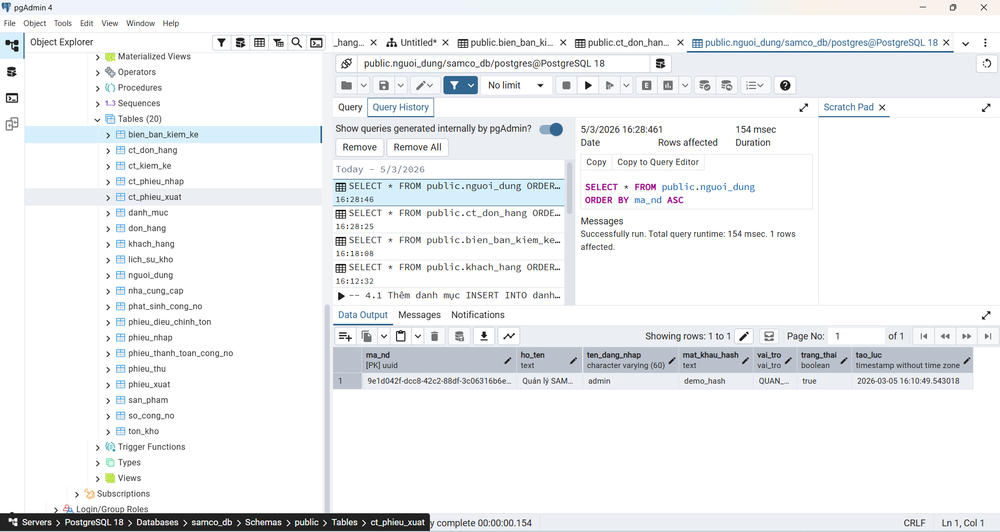 pgAdmin 4
File Object Tools Edit View Window Help
Object Explorer
Materialized Views
Operators
Procedures
1..3 Sequences
Tables (20)
bien_ban_kiem_ke
ct_don_hang
ct_kiem_ke
ct_phieu_nhap
ct_phieu_xuat
danh_muc
don_hang
khach_hang
lich_su_kho
nguoi_dung
nha_cung_cap
phat_sinh_cong_no
phieu_dieu_chinh_ton
phieu_nhap
phieu_thanh_toan_cong_no
phieu_thu
phieu_xuat
san_pham
so_cong_no
ton_kho
Trigger Functions
Types
Views
Subscriptions
Login/Group Roles
Servers > PostgreSQL 18 > Databases > samco_db > Schemas > public > Tables > ct_phieu_xuat
_hang... Untitled* public.bien_ban_ki... public.ct_don_han... public.nguoi_dung/samco_db/postgres@PostgreSQL 18
public.nguoi_dung/samco_db/postgres@PostgreSQL 18
No limit
E
Query Query History
Scratch Pad
Show queries generated internally by pgAdmin?
Remove Remove All
Today - 5/3/2026
SELECT * FROM public.nguoi_dung ORDER...
16:28:46
SELECT * FROM public.ct_don_hang ORDE...
16:28:25
SELECT * FROM public.bien_ban_kiem_ke...
16:18:08
SELECT * FROM public.khach_hang ORDER...
16:12:32
-- 4.1 Thêm danh mục INSERT INTO danh...
5/3/2026 16:28:461 154 msec
Date Rows affected Duration
Copy Copy to Query Editor
SELECT * FROM public.nguoi_dung
ORDER BY ma_nd ASC
Messages
Successfully run. Total query runtime: 154 msec. 1 rows
affected.
Data Output Messages Notifications
Showing rows: 1 to 1 Page No: 1 of 1
ma_nd ho_ten ten_dang_nhap mat_khau_hash vai_tro trang_thai tao_luc
[PK] uuid text character varying (60) text vai_tro boolean timestamp without time zone
1 9e1d042f-dcc8-42c2-88df-3c06316b6e... Quản lý SAM... admin demo_hash QUAN_... true 2026-03-05 16:10:49.543018
y complete 00:00:00.154 CRLF Ln 1, Col 1